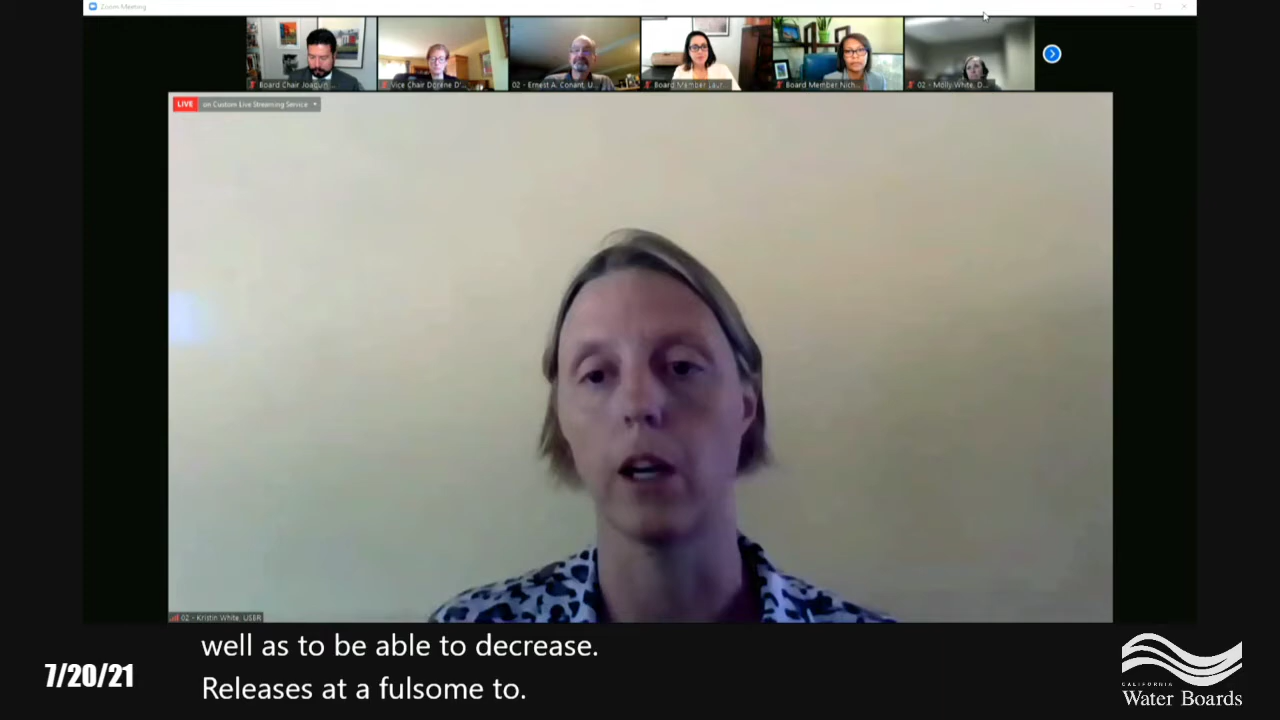 Zoom Meeting
Board Chair Joaquin ...
Vice Chair Dorene D'...
02 - Ernest A. Conant, U...
Board Member Laur...
Board Member Nich...
02 - Molly White, D...
LIVE on Custom Live Streaming Service
02 - Kristin White, USBR
well as to be able to decrease.
Releases at a fulsome to.
7/20/21
CALIFORNIA
Water Boards